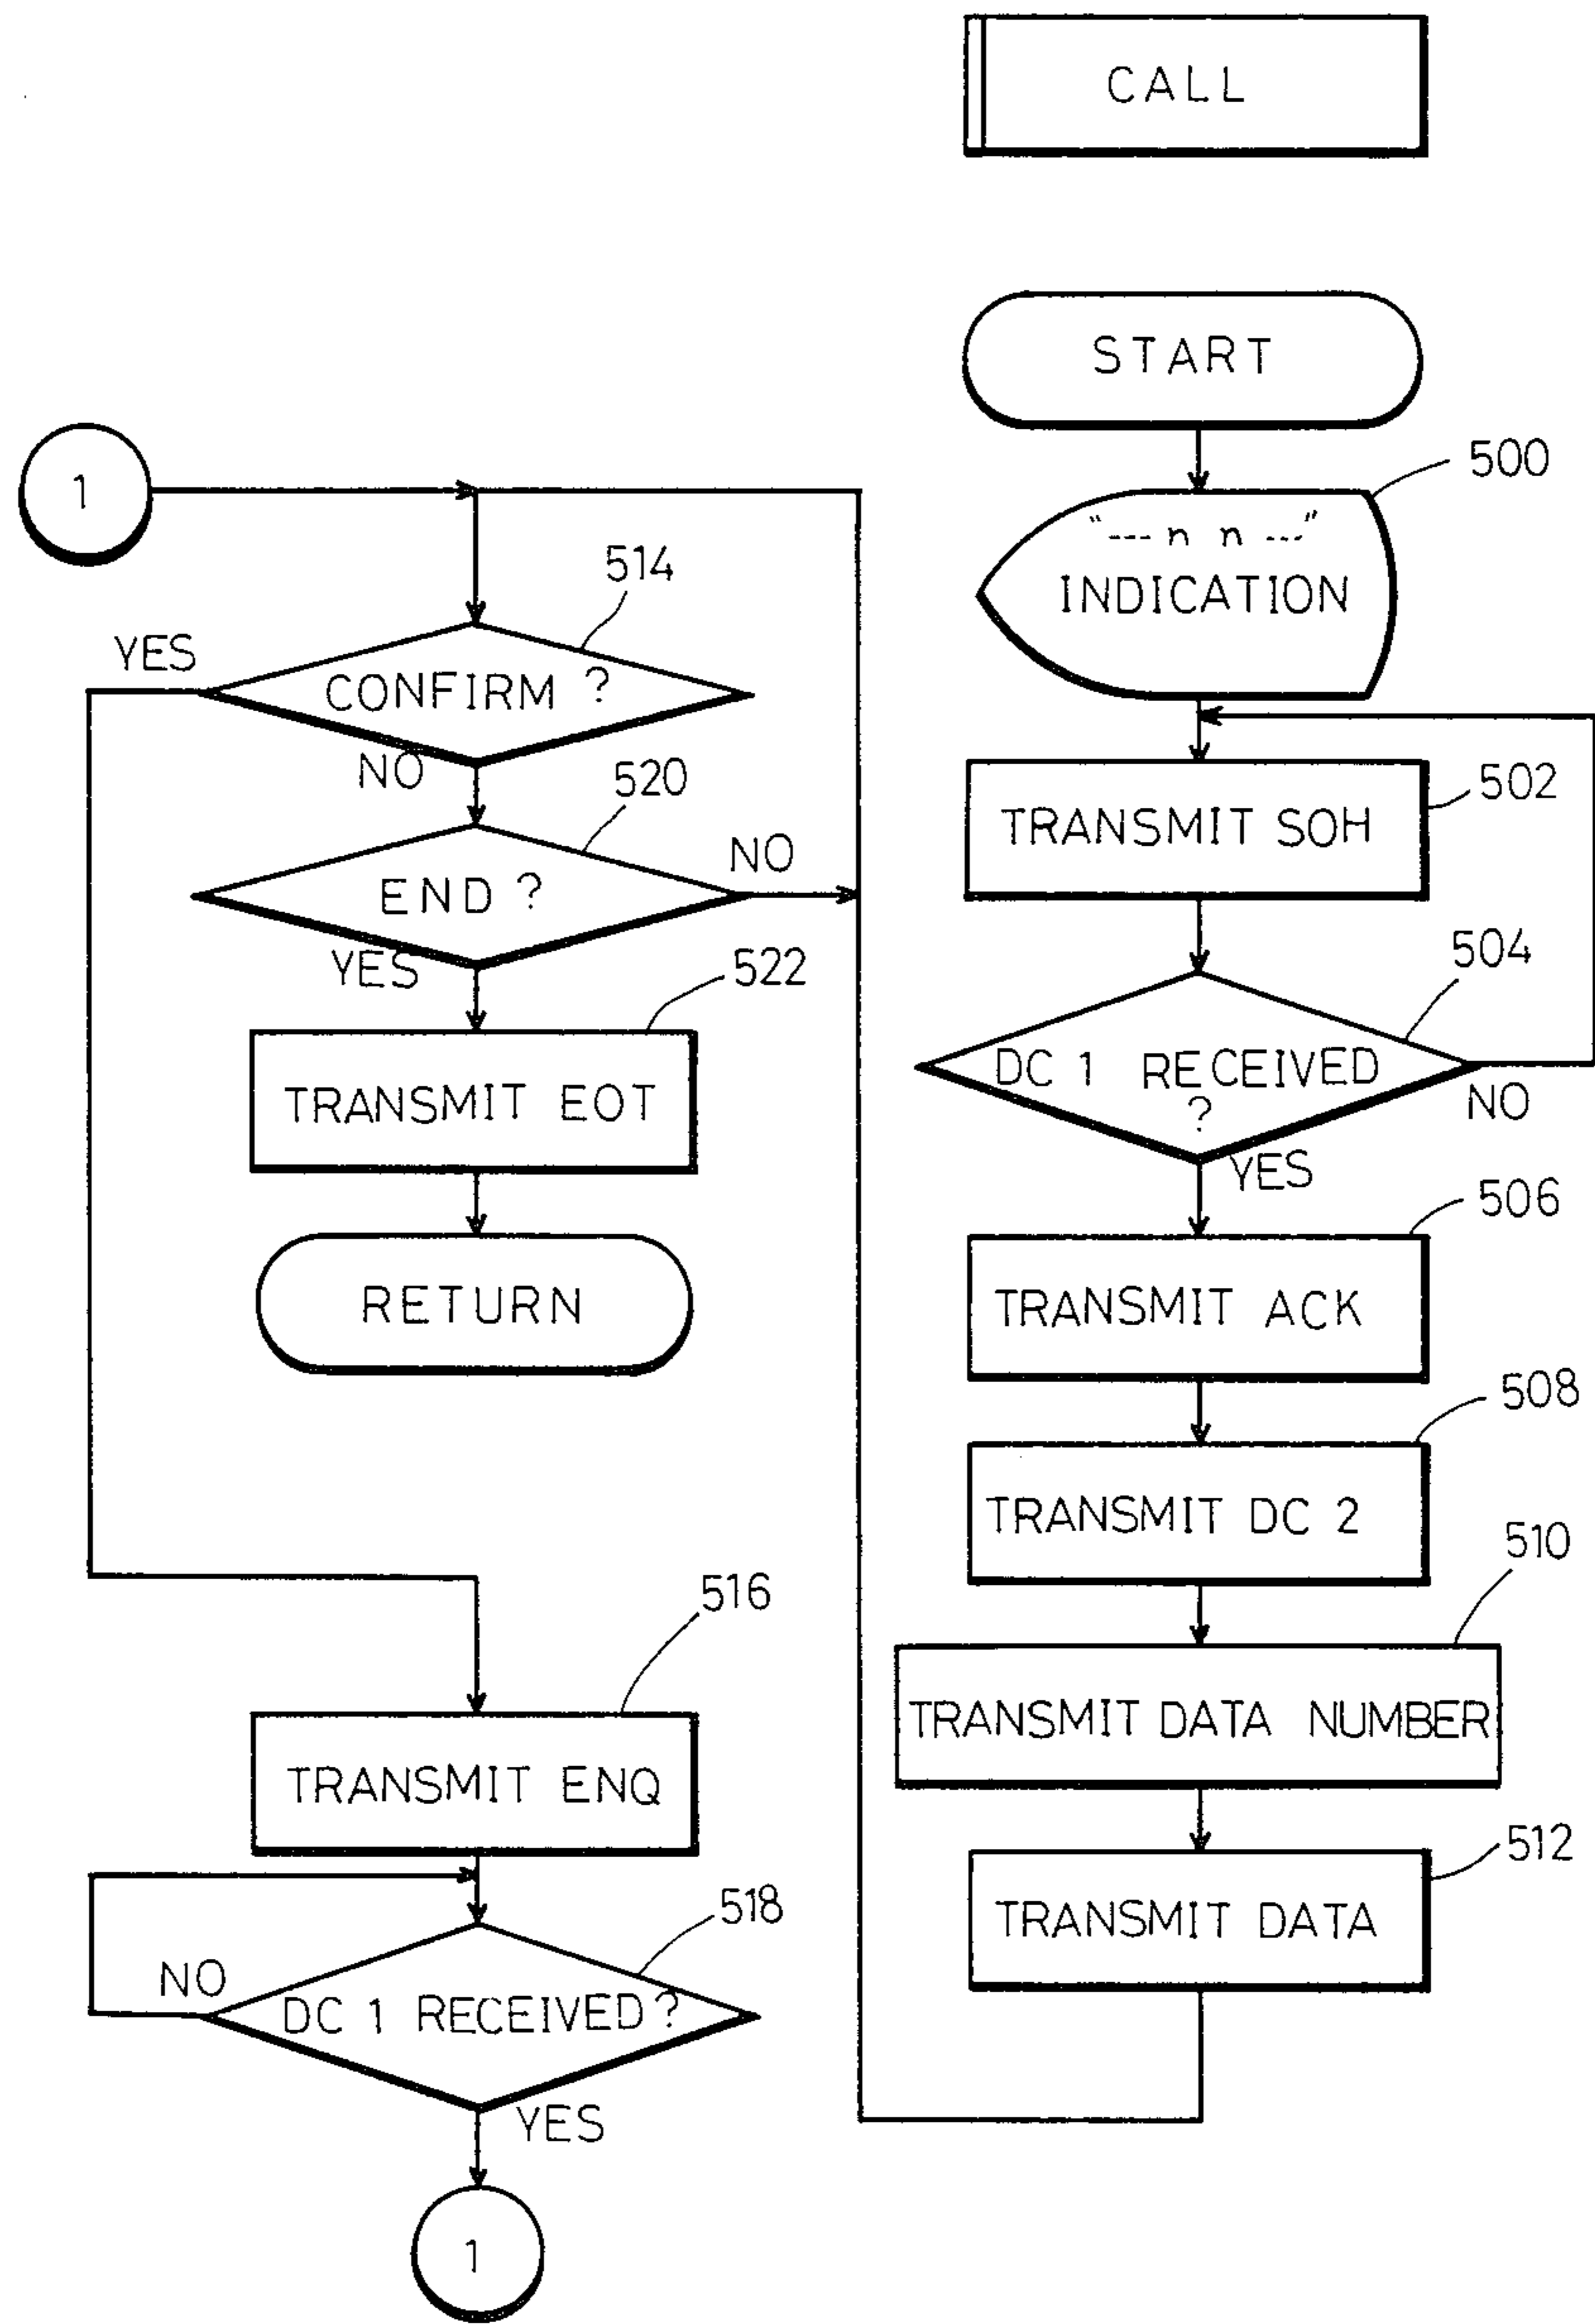 CALL
START
500
"--- n n ---"
INDICATION
502
TRANSMIT SOH
504
DC 1 RECEIVED
?
NO
YES
506
TRANSMIT ACK
508
TRANSMIT DC 2
510
TRANSMIT DATA NUMBER
512
TRANSMIT DATA
1
514
YES
CONFIRM ?
NO
520
NO
END ?
YES
522
TRANSMIT EOT
RETURN
516
TRANSMIT ENQ
518
NO
DC 1 RECEIVED ?
YES
1